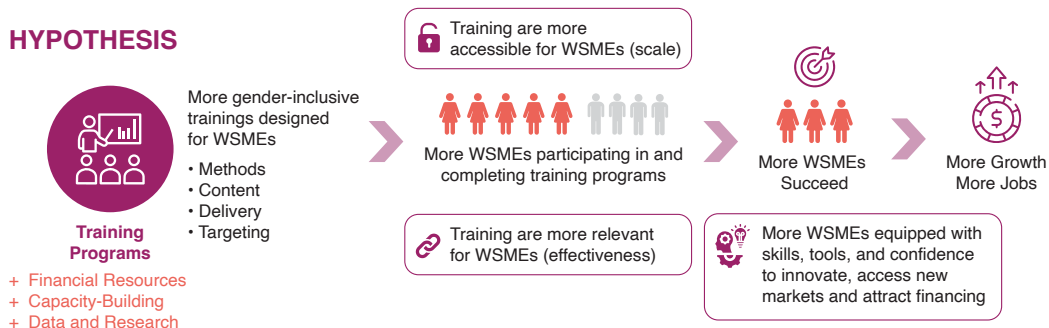 HYPOTHESIS
Training
Programs
+ Financial Resources
+ Capacity-Building
+ Data and Research
More gender-inclusive
trainings designed
for WSMEs
• Methods
• Content
• Delivery
• Targeting
Training are more
accessible for WSMEs (scale)
More WSMEs participating in and
completing training programs
Training are more relevant
for WSMEs (effectiveness)
More WSMEs
Succeed
More WSMEs equipped with
skills, tools, and confidence
to innovate, access new
markets and attract financing
$
More Growth
More Jobs